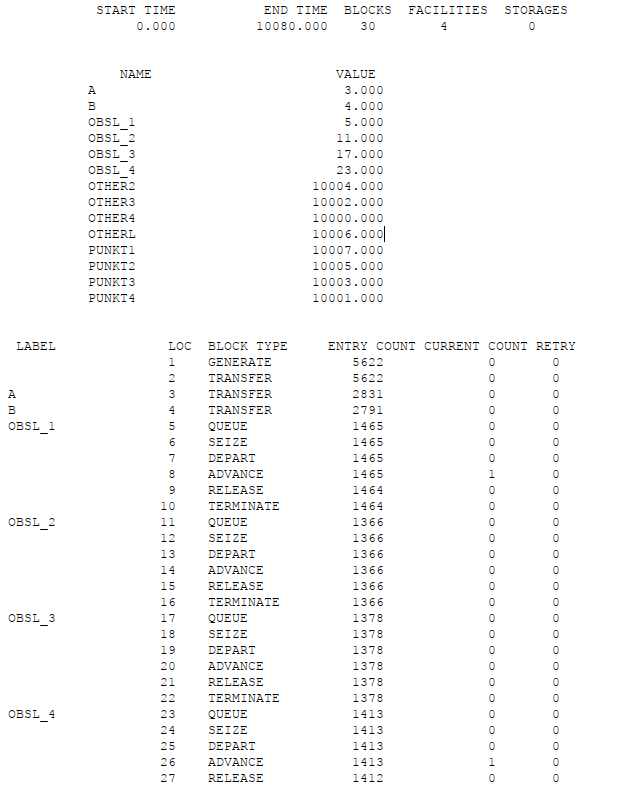 START TIME END TIME BLOCKS FACILITIES STORAGES
0.000 10080.000 30 4 0
NAME VALUE
A 3.000
B 4.000
OBSL_1 5.000
OBSL_2 11.000
OBSL_3 17.000
OBSL_4 23.000
OTHER2 10004.000
OTHER3 10002.000
OTHER4 10000.000
OTHERL 10006.000
PUNKT1 10007.000
PUNKT2 10005.000
PUNKT3 10003.000
PUNKT4 10001.000
LABEL LOC BLOCK TYPE ENTRY COUNT CURRENT COUNT RETRY
1 GENERATE 5622 0 0
2 TRANSFER 5622 0 0
A 3 TRANSFER 2831 0 0
B 4 TRANSFER 2791 0 0
OBSL_1 5 QUEUE 1465 0 0
6 SEIZE 1465 0 0
7 DEPART 1465 0 0
8 ADVANCE 1465 1 0
9 RELEASE 1464 0 0
10 TERMINATE 1464 0 0
OBSL_2 11 QUEUE 1366 0 0
12 SEIZE 1366 0 0
13 DEPART 1366 0 0
14 ADVANCE 1366 0 0
15 RELEASE 1366 0 0
16 TERMINATE 1366 0 0
OBSL_3 17 QUEUE 1378 0 0
18 SEIZE 1378 0 0
19 DEPART 1378 0 0
20 ADVANCE 1378 0 0
21 RELEASE 1378 0 0
22 TERMINATE 1378 0 0
OBSL_4 23 QUEUE 1413 0 0
24 SEIZE 1413 0 0
25 DEPART 1413 0 0
26 ADVANCE 1413 1 0
27 RELEASE 1412 0 0